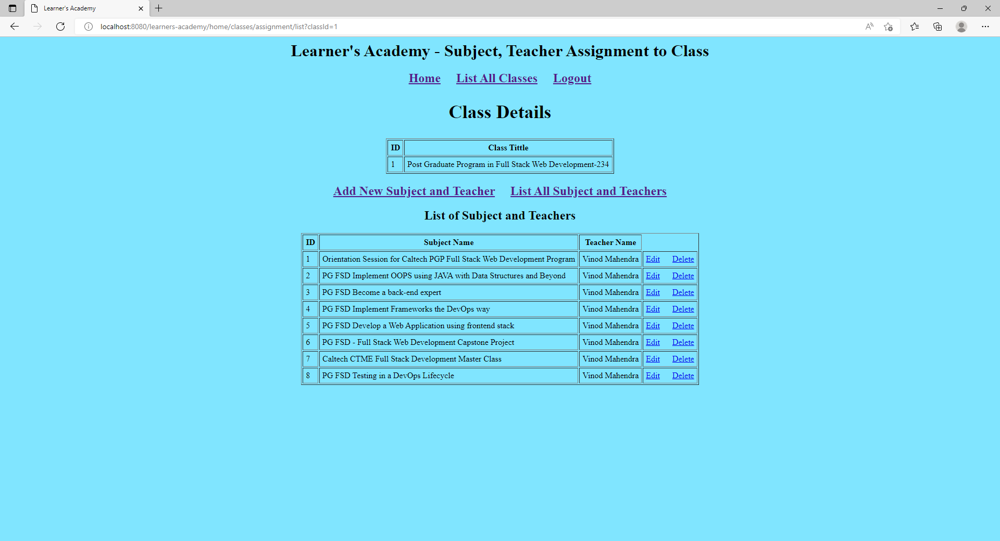 Learner's Academy
localhost:8080/learners-academy/home/classes/assignment/list?classId=1
Learner's Academy - Subject, Teacher Assignment to Class
Home List All Classes Logout
Class Details
ID Class Tittle
1 Post Graduate Program in Full Stack Web Development-234
Add New Subject and Teacher List All Subject and Teachers
List of Subject and Teachers
ID Subject Name Teacher Name
1 Orientation Session for Caltech PGP Full Stack Web Development Program Vinod Mahendra Edit Delete
2 PG FSD Implement OOPS using JAVA with Data Structures and Beyond Vinod Mahendra Edit Delete
3 PG FSD Become a back-end expert Vinod Mahendra Edit Delete
4 PG FSD Implement Frameworks the DevOps way Vinod Mahendra Edit Delete
5 PG FSD Develop a Web Application using frontend stack Vinod Mahendra Edit Delete
6 PG FSD - Full Stack Web Development Capstone Project Vinod Mahendra Edit Delete
7 Caltech CTME Full Stack Development Master Class Vinod Mahendra Edit Delete
8 PG FSD Testing in a DevOps Lifecycle Vinod Mahendra Edit Delete